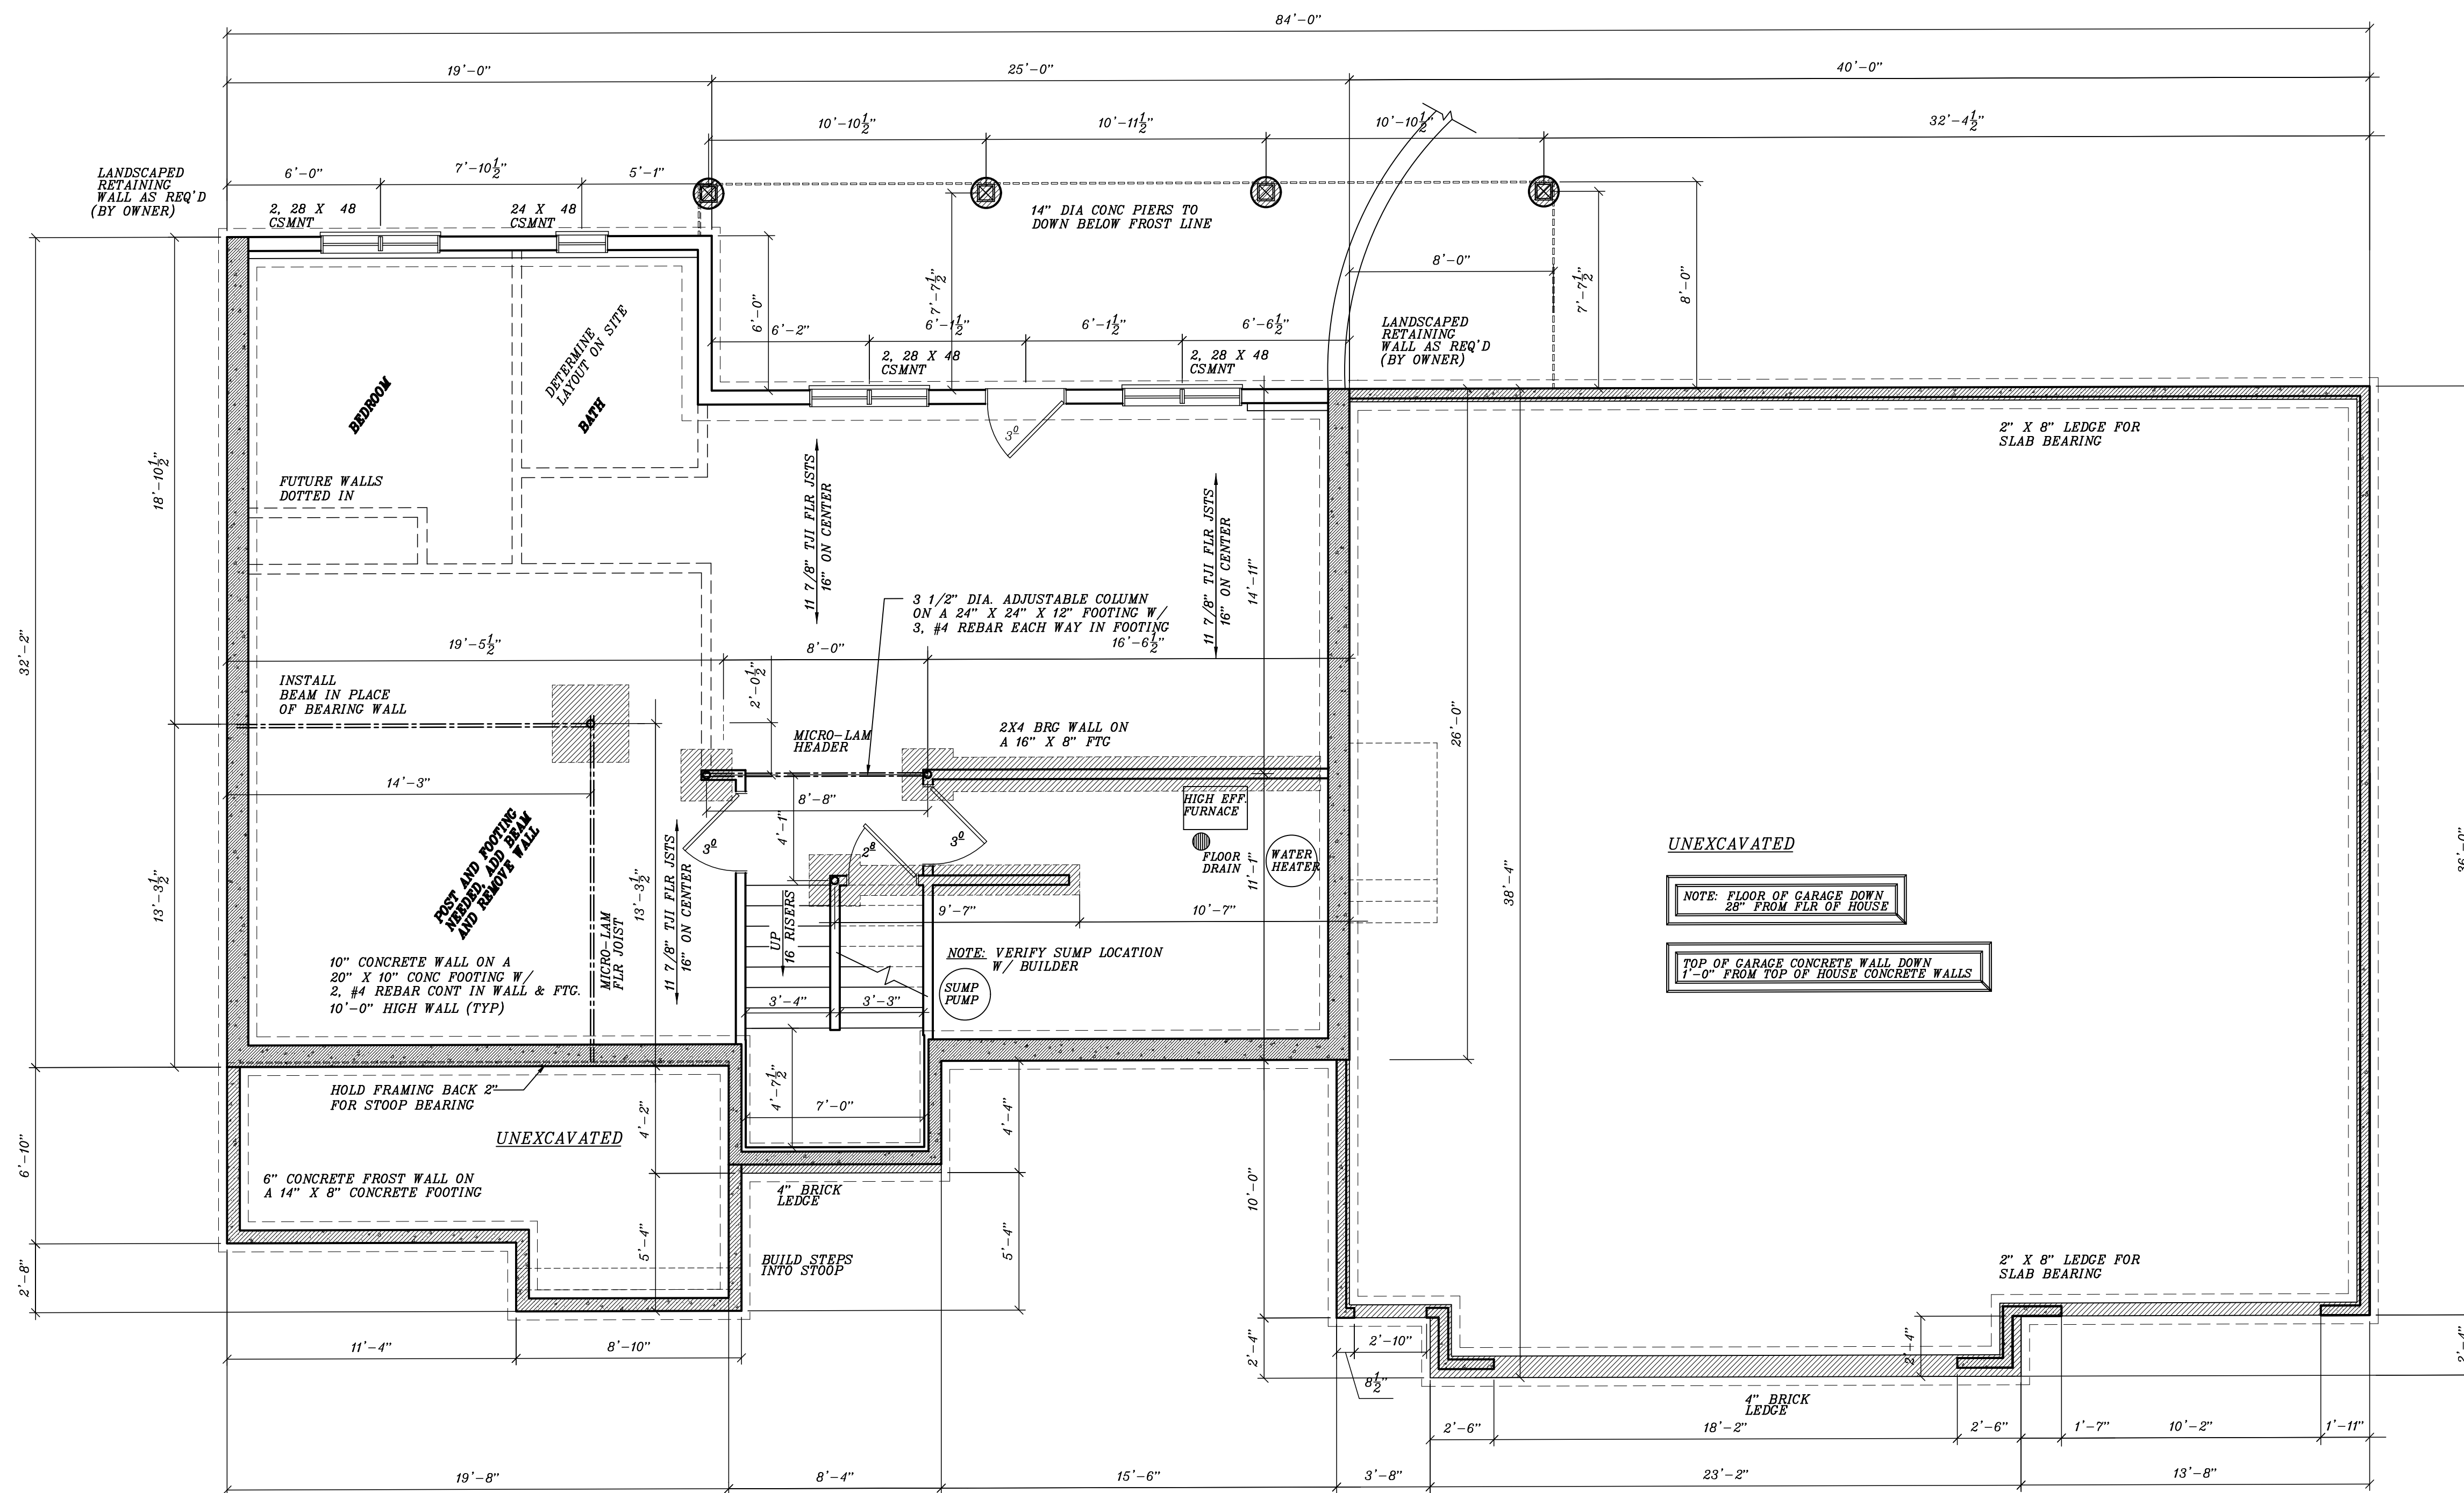 84'-0"
19'-0"
25'-0"
40'-0"
10'-10 1/2"
10'-11 1/2"
10'-10 1/2"
32'-4 1/2"
LANDSCAPED
RETAINING
WALL AS REQ'D
(BY OWNER)
6'-0"
7'-10 1/2"
5'-1"
2, 28 X 48
CSMNT
24 X 48
CSMNT
14" DIA CONC PIERS TO
DOWN BELOW FROST LINE
8'-0"
7'-7 1/2"
7'-7 1/2"
8'-0"
6'-0"
6'-2"
6'-1 1/2"
6'-1 1/2"
6'-6 1/2"
2, 28 X 48
CSMNT
2, 28 X 48
CSMNT
LANDSCAPED
RETAINING
WALL AS REQ'D
(BY OWNER)
BEDROOM
DETERMINE
LAYOUT ON SITE
BATH
3 0
2" X 8" LEDGE FOR
SLAB BEARING
18'-10 1/2"
FUTURE WALLS
DOTTED IN
11 7/8" TJI FLR JSTS
16" ON CENTER
11 7/8" TJI FLR JSTS
16" ON CENTER
14'-11"
3 1/2" DIA. ADJUSTABLE COLUMN
ON A 24" X 24" X 12" FOOTING W/
3, #4 REBAR EACH WAY IN FOOTING
32'-2"
19'-5 1/2"
8'-0"
16'-6 1/2"
INSTALL
BEAM IN PLACE
OF BEARING WALL
2'-0 1/2"
MICRO-LAM
HEADER
2X4 BRG WALL ON
A 16" X 8" FTG
26'-0"
14'-3"
8'-8"
4'-1"
HIGH EFF.
FURNACE
3 0
2 8
3 0
FLOOR
DRAIN
WATER
HEATER
11'-1"
38'-4"
UNEXCAVATED
36'-0"
13'-3 1/2"
POST AND FOOTING
NEEDED, ADD BEAM
AND REMOVE WALL
13'-3 1/2"
MICRO-LAM
FLR JOIST
11 7/8" TJI FLR JSTS
16" ON CENTER
UP
16 RISERS
9'-7"
10'-7"
NOTE: FLOOR OF GARAGE DOWN
28" FROM FLR OF HOUSE
NOTE: VERIFY SUMP LOCATION
W/ BUILDER
SUMP
PUMP
TOP OF GARAGE CONCRETE WALL DOWN
1'-0" FROM TOP OF HOUSE CONCRETE WALLS
10" CONCRETE WALL ON A
20" X 10" CONC FOOTING W/
2, #4 REBAR CONT IN WALL & FTG.
10'-0" HIGH WALL (TYP)
3'-4"
3'-3"
HOLD FRAMING BACK 2"
FOR STOOP BEARING
4'-7 1/2"
7'-0"
4'-2"
4'-4"
UNEXCAVATED
6'-10"
6" CONCRETE FROST WALL ON
A 14" X 8" CONCRETE FOOTING
4" BRICK
LEDGE
10'-0"
5'-4"
5'-4"
BUILD STEPS
INTO STOOP
2" X 8" LEDGE FOR
SLAB BEARING
2'-8"
11'-4"
8'-10"
2'-4"
2'-10"
8 1/2"
2'-4"
2'-4"
4" BRICK
LEDGE
2'-6"
18'-2"
2'-6"
1'-7"
10'-2"
1'-11"
19'-8"
8'-4"
15'-6"
3'-8"
23'-2"
13'-8"